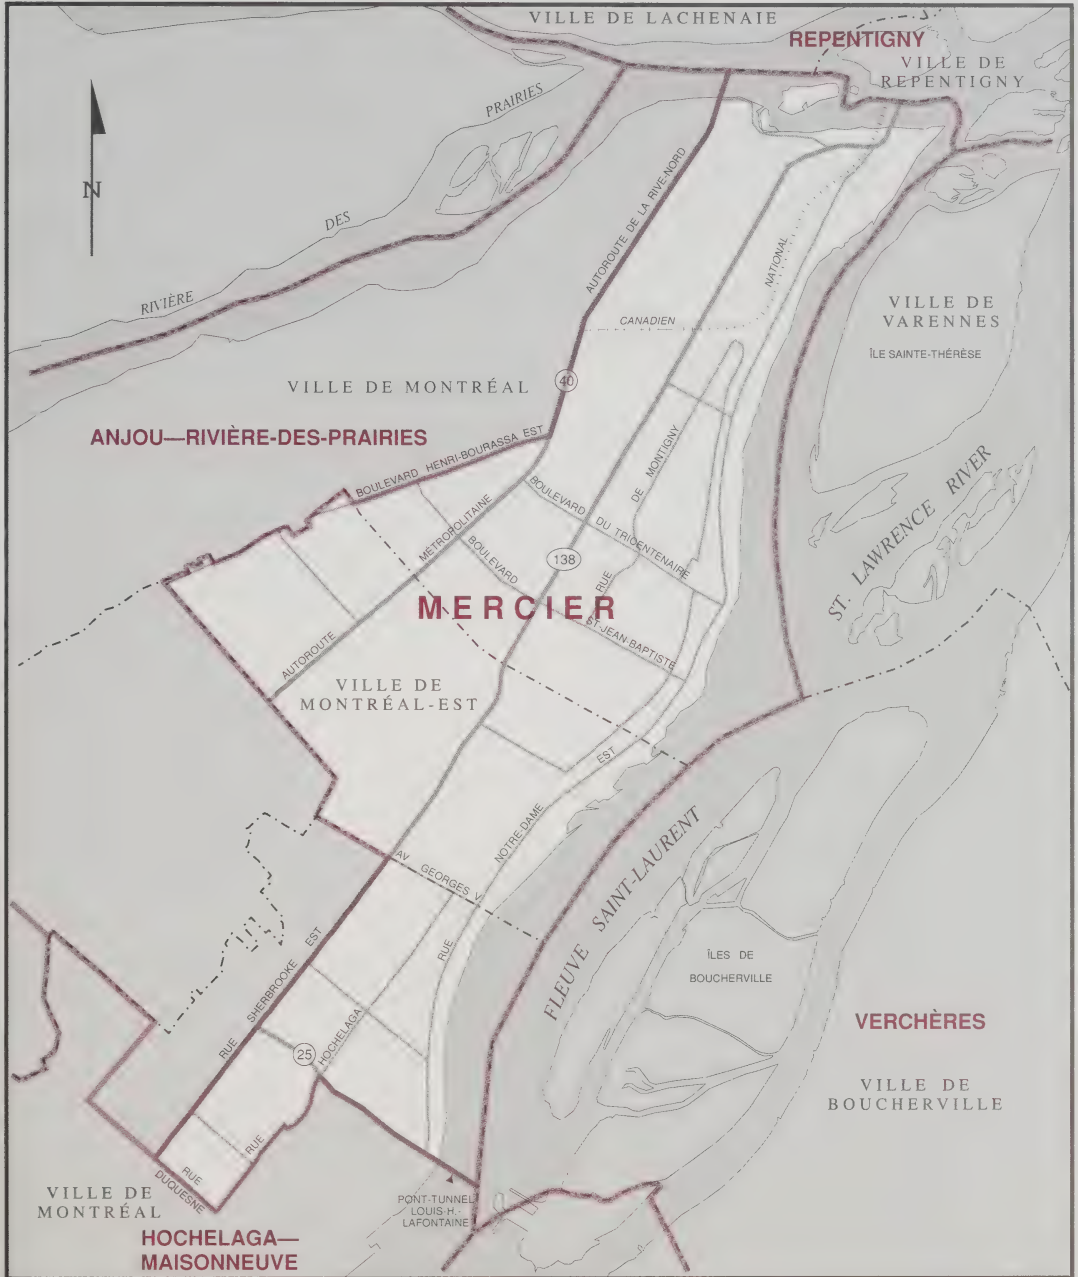 VILLE DE LACHENAIE
REPENTIGNY
VILLE DE
REPENTIGNY
PRAIRIES
DES
RIVIÈRE
N
AUTOROUTE DE LA RIVE-NORD
NATIONAL
CANADIEN
VILLE DE
VARENNES
ÎLE SAINTE-THÉRÈSE
VILLE DE MONTRÉAL
40
ANJOU—RIVIÈRE-DES-PRAIRIES
BOULEVARD HENRI-BOURASSA EST
DE MONTIGNY
RUE
ST. LAWRENCE RIVER
BOULEVARD DU TRICENTENAIRE
MÉTROPOLITAINE
AUTOROUTE
BOULEVARD
ST-JEAN-BAPTISTE
138
MERCIER
VILLE DE
MONTRÉAL-EST
EST
NOTRE-DAME
RUE
AV GEORGES V
FLEUVE SAINT-LAURENT
ÎLES DE
BOUCHERVILLE
RUE SHERBROOKE EST
25
HOCHELAGA
RUE
VERCHÈRES
VILLE DE
BOUCHERVILLE
RUE
DUQUESNE
VILLE DE
MONTRÉAL
PONT-TUNNEL
LOUIS-H.-
LAFONTAINE
HOCHELAGA—
MAISONNEUVE